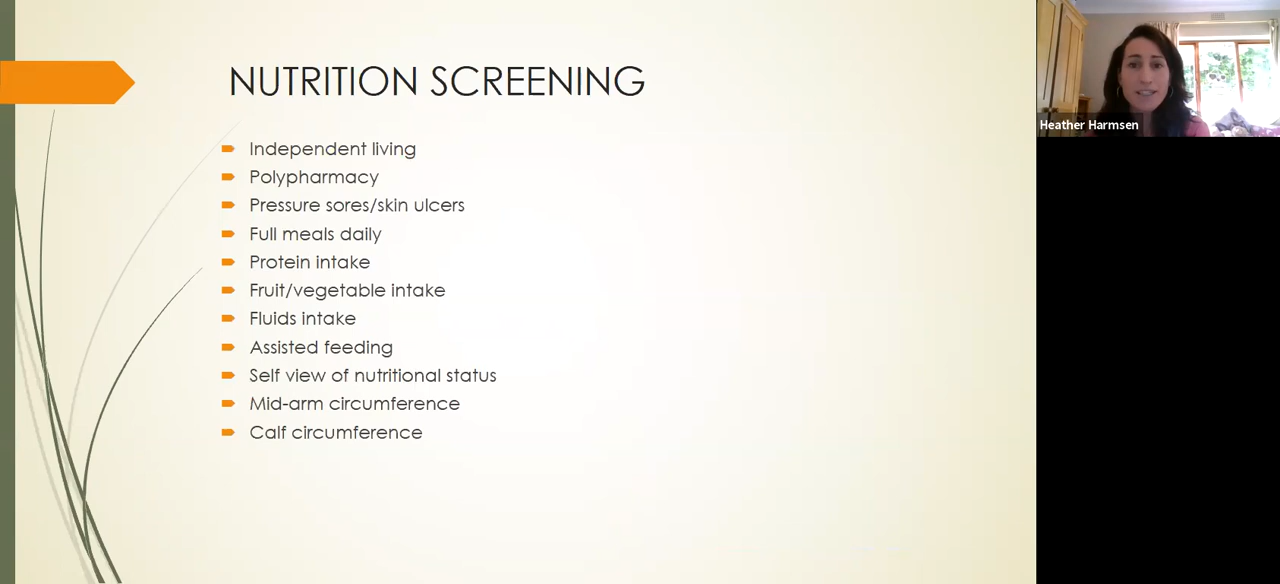 NUTRITION SCREENING
Independent living
Polypharmacy
Pressure sores/skin ulcers
Full meals daily
Protein intake
Fruit/vegetable intake
Fluids intake
Assisted feeding
Self view of nutritional status
Mid-arm circumference
Calf circumference
Heather Harmsen